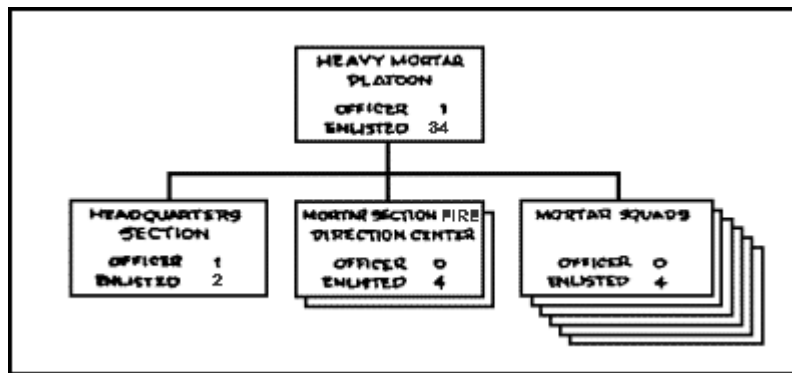 HEAVY MORTAR
PLATOON
OFFICER 1
ENLISTED 34
HEADQUARTERS
SECTION
OFFICER 1
ENLISTED 2
MORTAR SECTION FIRE
DIRECTION CENTER
OFFICER 0
ENLISTED 4
MORTAR SQUADS
OFFICER 0
ENLISTED 4